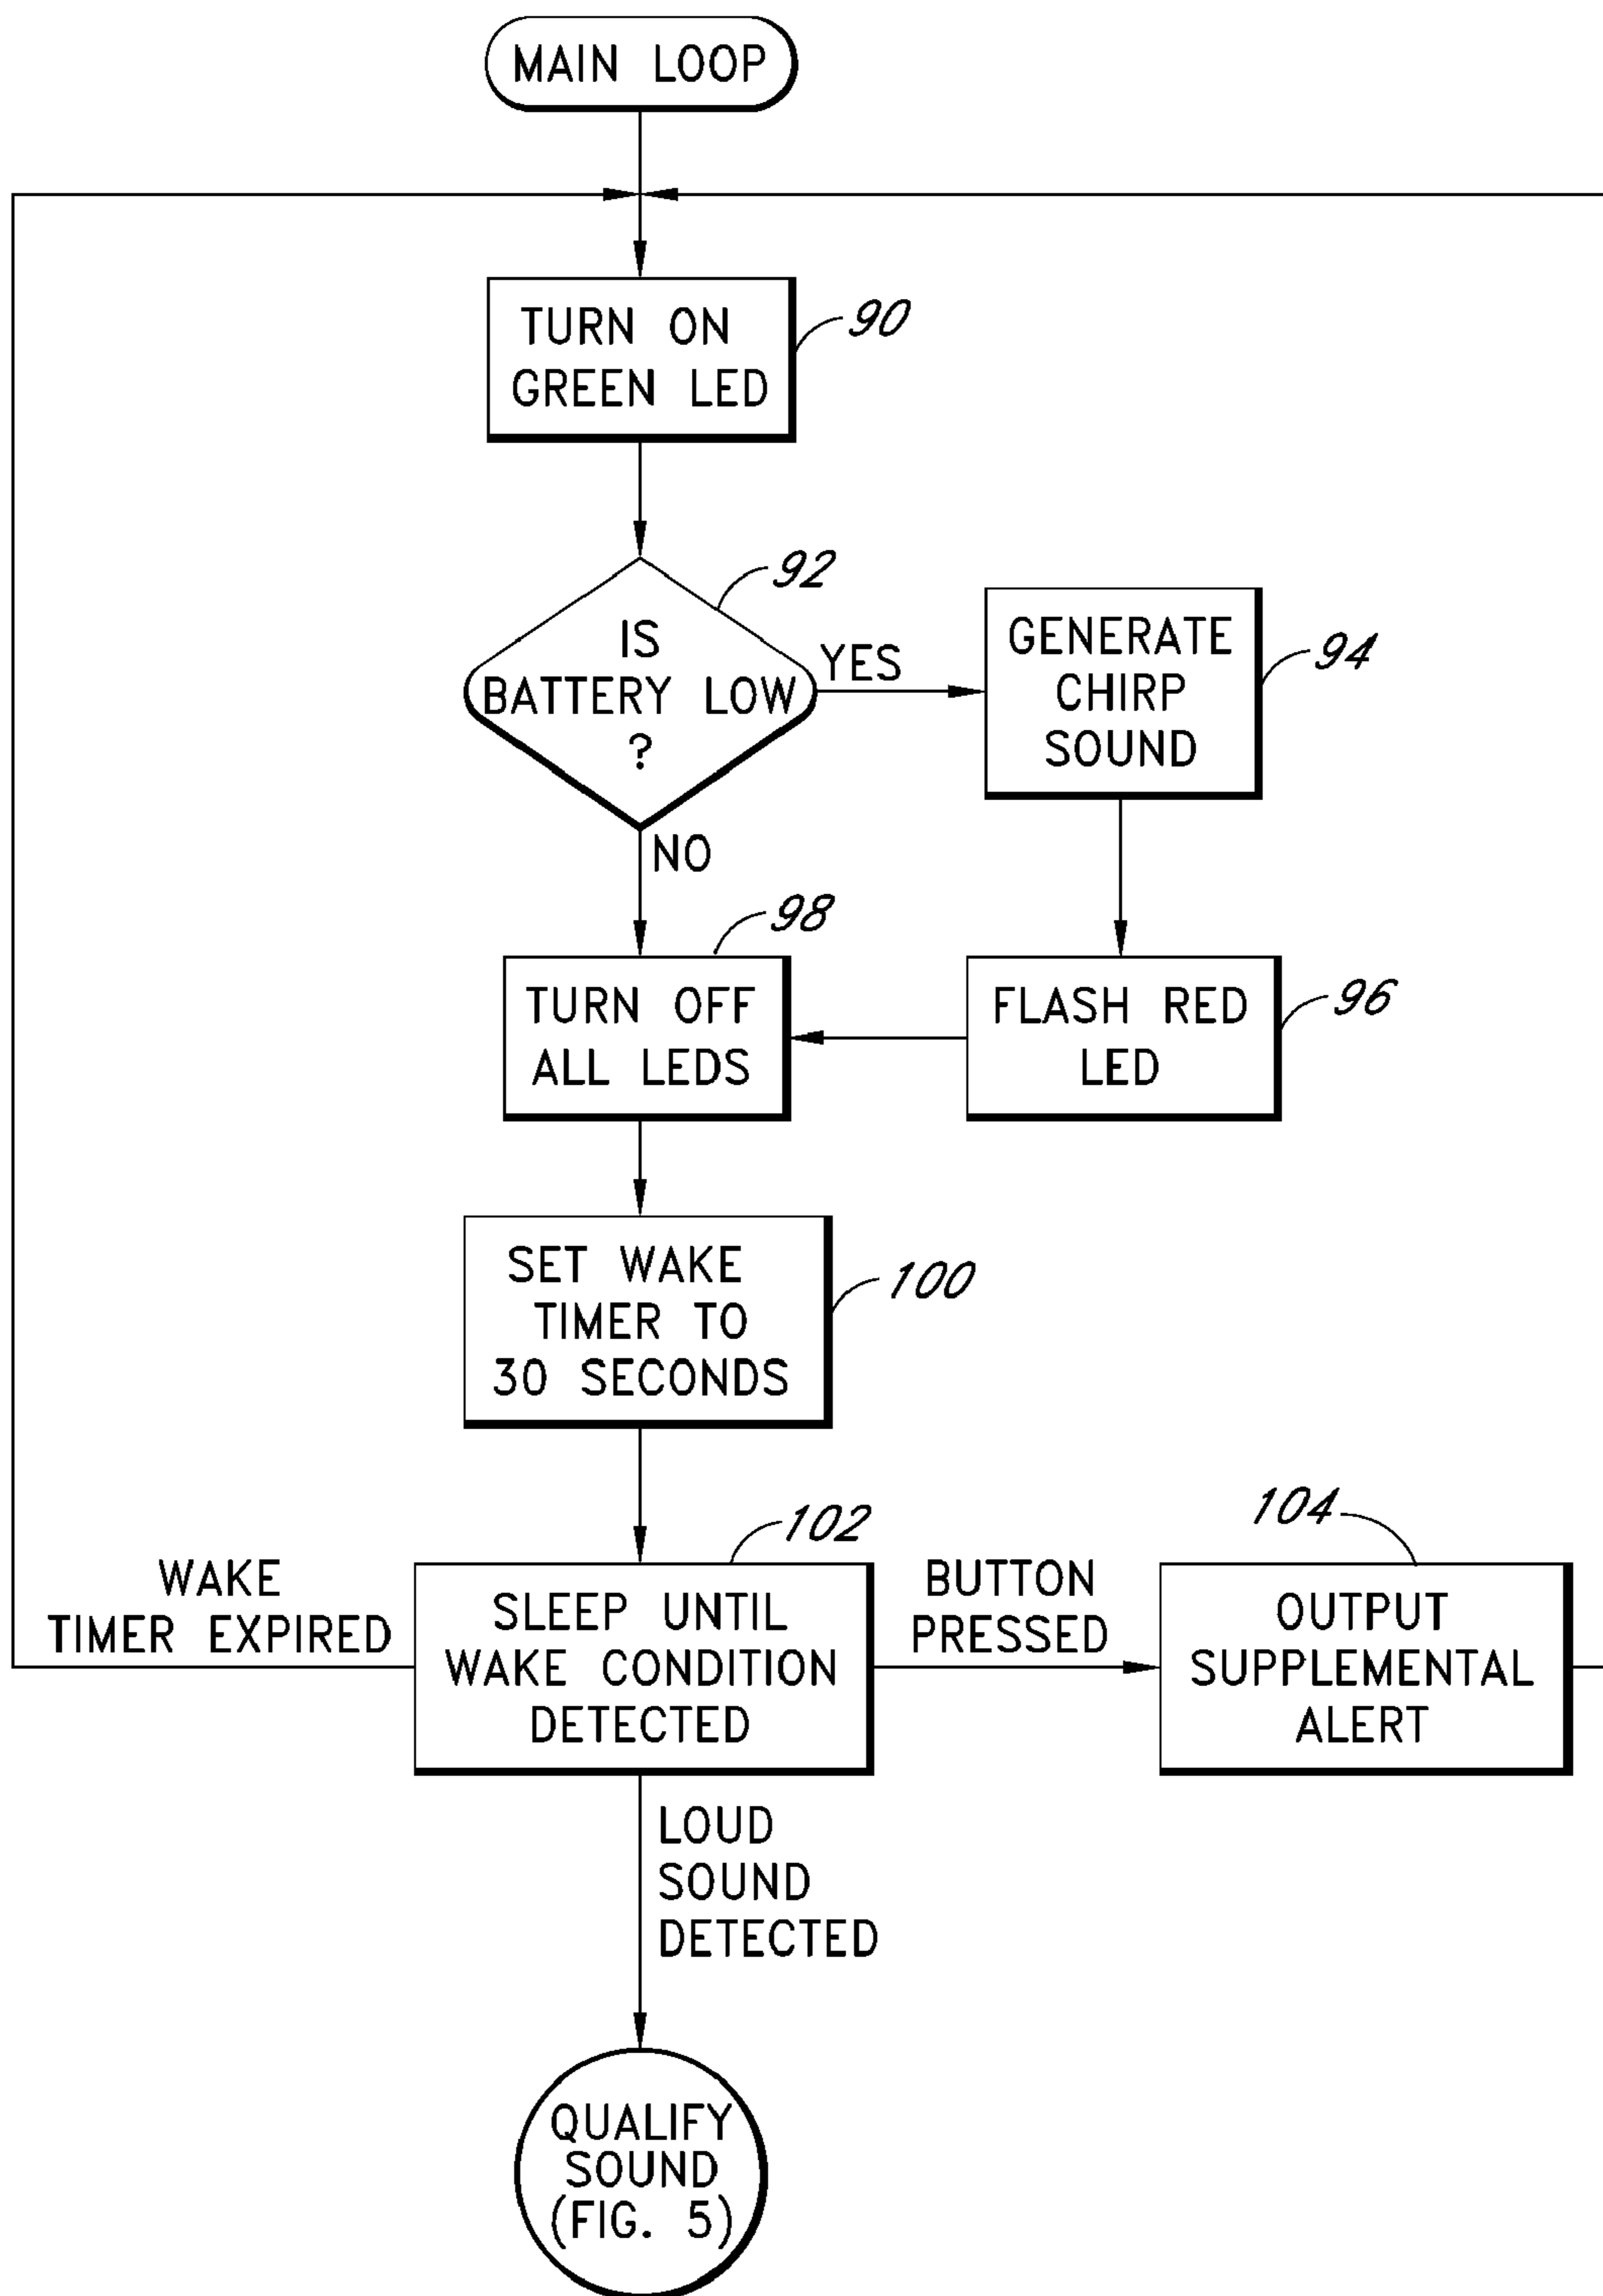 MAIN LOOP
TURN ON
GREEN LED
90
92
IS
BATTERY LOW
?
YES
NO
GENERATE
CHIRP
SOUND
94
98
TURN OFF
ALL LEDS
FLASH RED
LED
96
SET WAKE
TIMER TO
30 SECONDS
100
WAKE
TIMER EXPIRED
102
SLEEP UNTIL
WAKE CONDITION
DETECTED
BUTTON
PRESSED
104
OUTPUT
SUPPLEMENTAL
ALERT
LOUD
SOUND
DETECTED
QUALIFY
SOUND
(FIG. 5)